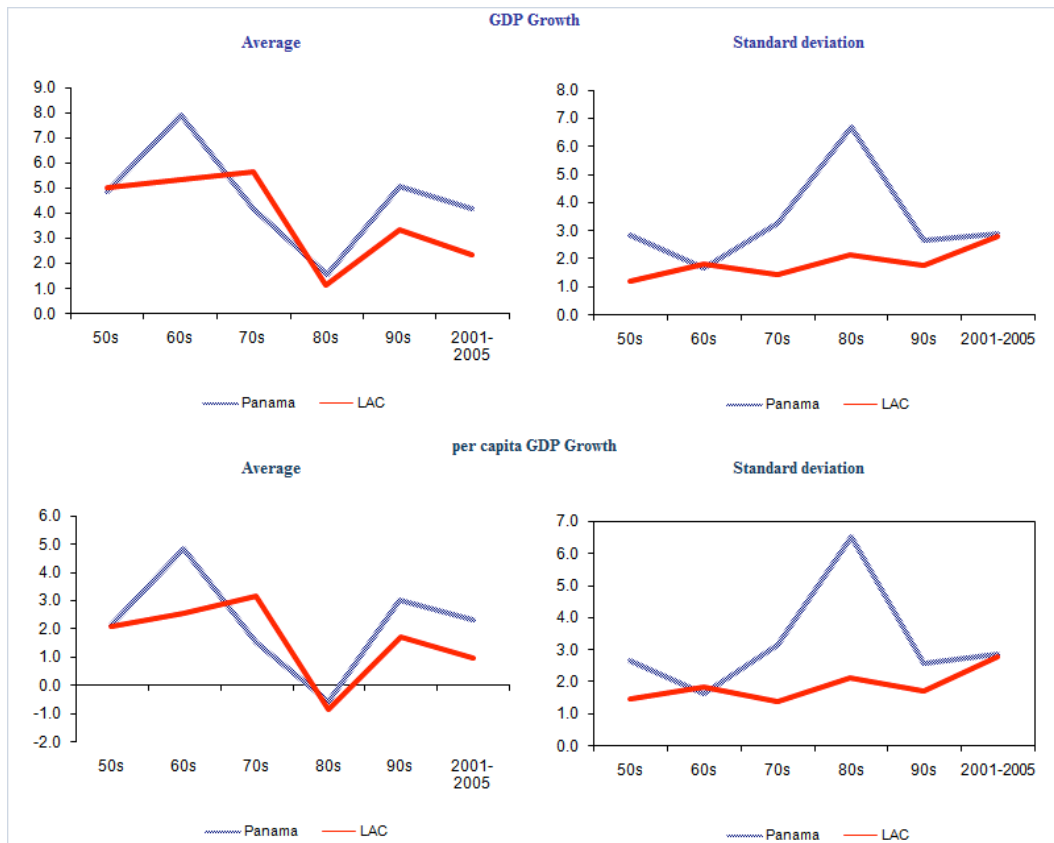 GDP Growth
Average
Standard deviation
9.0
8.0
7.0
6.0
5.0
4.0
3.0
2.0
1.0
0.0
50s 60s 70s 80s 90s 2001-
2005
Panama LAC
8.0
7.0
6.0
5.0
4.0
3.0
2.0
1.0
0.0
50s 60s 70s 80s 90s 2001-2005
Panama LAC
per capita GDP Growth
Average
Standard deviation
6.0
5.0
4.0
3.0
2.0
1.0
0.0
-1.0
-2.0
50s 60s 70s 80s 90s 2001-
2005
Panama LAC
7.0
6.0
5.0
4.0
3.0
2.0
1.0
0.0
50s 60s 70s 80s 90s 2001-2005
Panama LAC